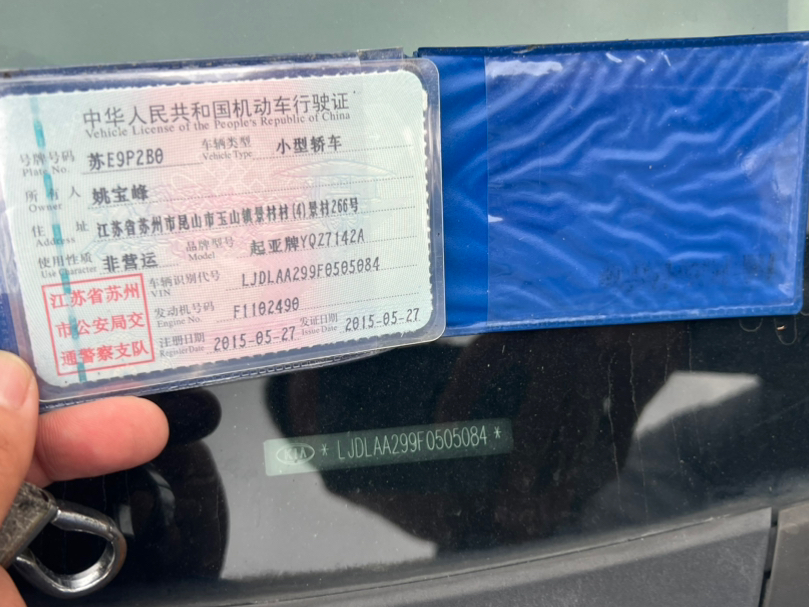 中华人民共和国机动车行驶证
Vehicle License of the People's Republic of China
号牌号码 Plate No. 苏E9P2B0 车辆类型 Vehicle Type 小型轿车
所有人 Owner 姚宝峰
住址 Address 江苏省苏州市昆山市玉山镇景村村(4)景村266号
使用性质 Use Character 非营运 品牌型号 Model 起亚牌YQZ7142A
江苏省苏州市公安局交通警察支队
车辆识别代号 VIN LJDLAA299F0505084
发动机号码 Engine No. F1102490
注册日期 Register Date 2015-05-27 发证日期 Issue Date 2015-05-27
KIA * LJDLAA299F0505084 *